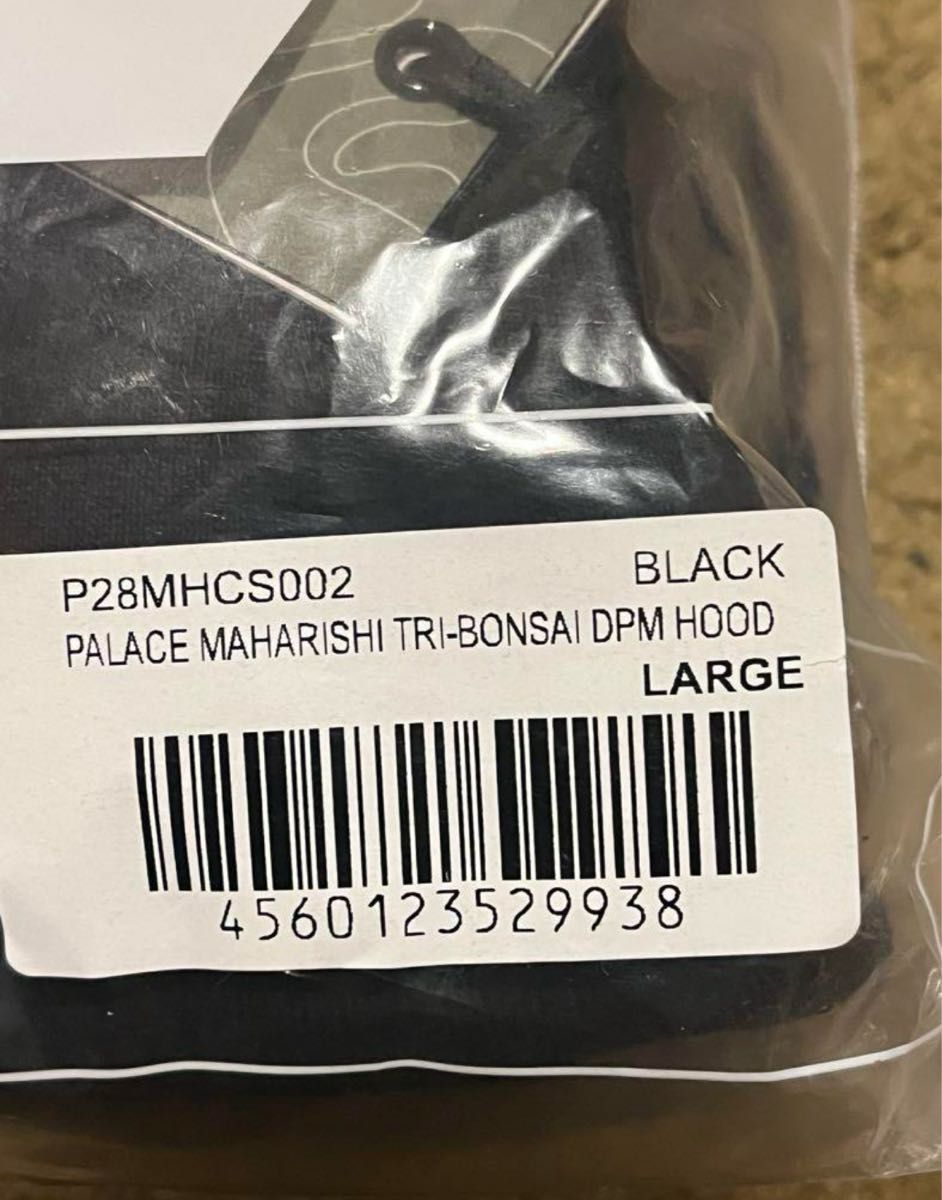 P28MHCS002 BLACK
PALACE MAHARISHI TRI-BONSAI DPM HOOD
LARGE
4560123529938